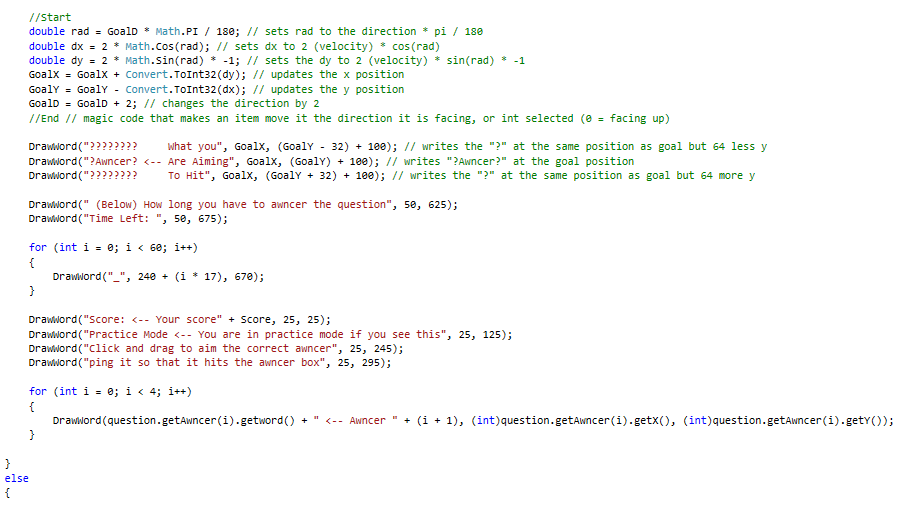 //Start
double rad = GoalD * Math.PI / 180; // sets rad to the direction * pi / 180
double dx = 2 * Math.Cos(rad); // sets dx to 2 (velocity) * cos(rad)
double dy = 2 * Math.Sin(rad) * -1; // sets the dy to 2 (velocity) * sin(rad) * -1
GoalX = GoalX + Convert.ToInt32(dy); // updates the x position
GoalY = GoalY - Convert.ToInt32(dx); // updates the y position
GoalD = GoalD + 2; // changes the direction by 2
//End // magic code that makes an item move it the direction it is facing, or int selected (0 = facing up)
DrawWord("????????     What you", GoalX, (GoalY - 32) + 100); // writes the "?" at the same position as goal but 64 less y
DrawWord("?Awncer? <-- Are Aiming", GoalX, (GoalY) + 100); // writes "?Awncer?" at the goal position
DrawWord("????????     To Hit", GoalX, (GoalY + 32) + 100); // writes the "?" at the same position as goal but 64 more y
DrawWord(" (Below) How long you have to awncer the question", 50, 625);
DrawWord("Time Left: ", 50, 675);
for (int i = 0; i < 60; i++)
{
DrawWord("_", 240 + (i * 17), 670);
}
DrawWord("Score: <-- Your score" + Score, 25, 25);
DrawWord("Practice Mode <-- You are in practice mode if you see this", 25, 125);
DrawWord("Click and drag to aim the correct awncer", 25, 245);
DrawWord("ping it so that it hits the awncer box", 25, 295);
for (int i = 0; i < 4; i++)
{
DrawWord(question.getAwncer(i).getword() + " <-- Awncer " + (i + 1), (int)question.getAwncer(i).getX(), (int)question.getAwncer(i).getY());
}
}
else
{